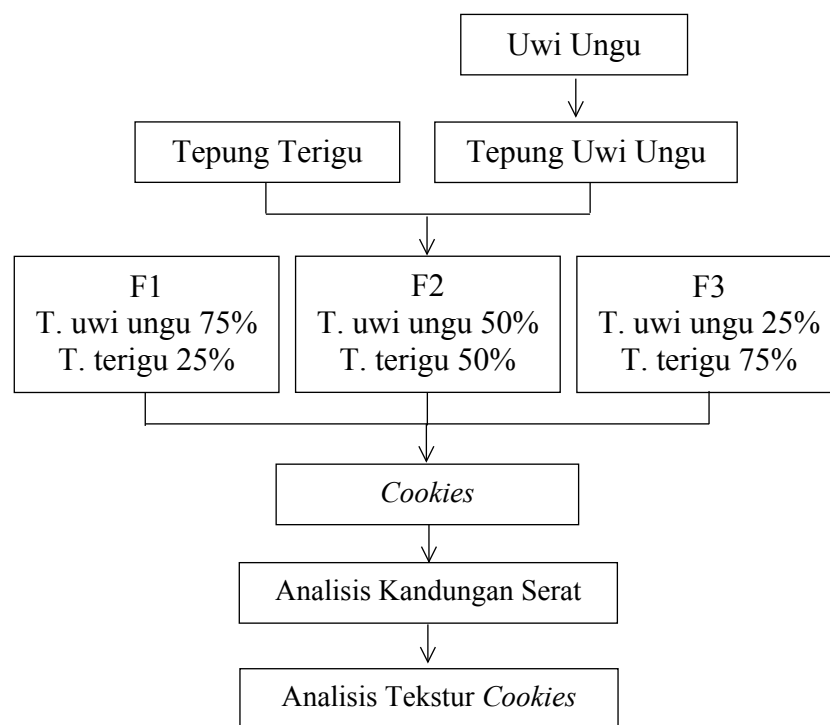 Uwi Ungu
Tepung Terigu
Tepung Uwi Ungu
F1
T. uwi ungu 75%
T. terigu 25%
F2
T. uwi ungu 50%
T. terigu 50%
F3
T. uwi ungu 25%
T. terigu 75%
Cookies
Analisis Kandungan Serat
Analisis Tekstur Cookies